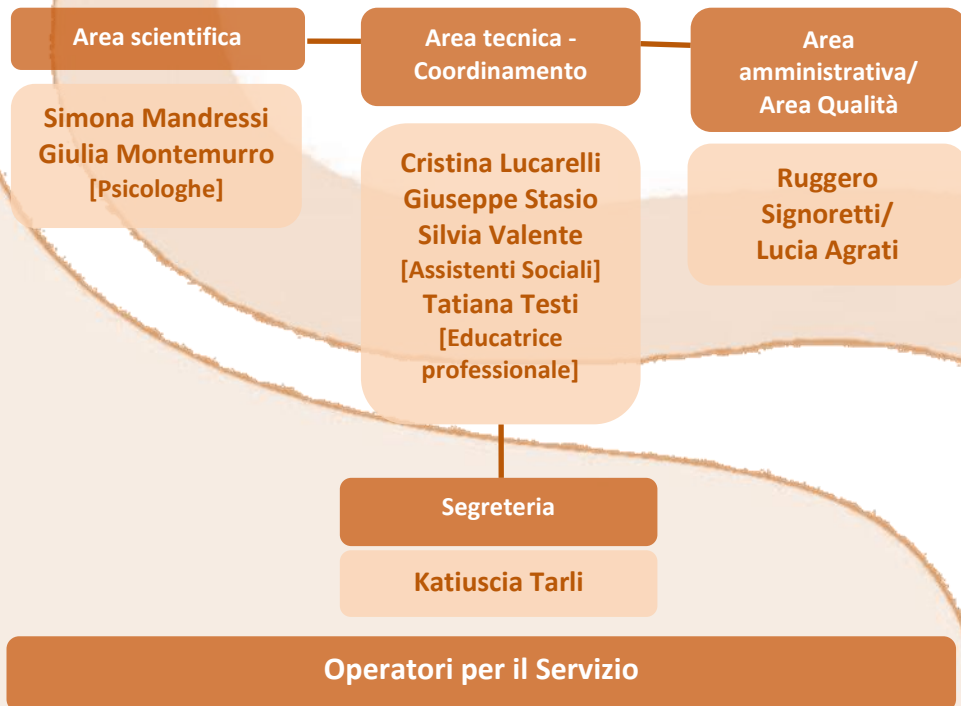 Area scientifica
Simona Mandressi
Giulia Montemurro
[Psicologhe]
Area tecnica -
Coordinamento
Cristina Lucarelli
Giuseppe Stasio
Silvia Valente
[Assistenti Sociali]
Tatiana Testi
[Educatrice
professionale]
Area
amministrativa/
Area Qualità
Ruggero
Signoretti/
Lucia Agrati
Segreteria
Katiuscia Tarli
Operatori per il Servizio